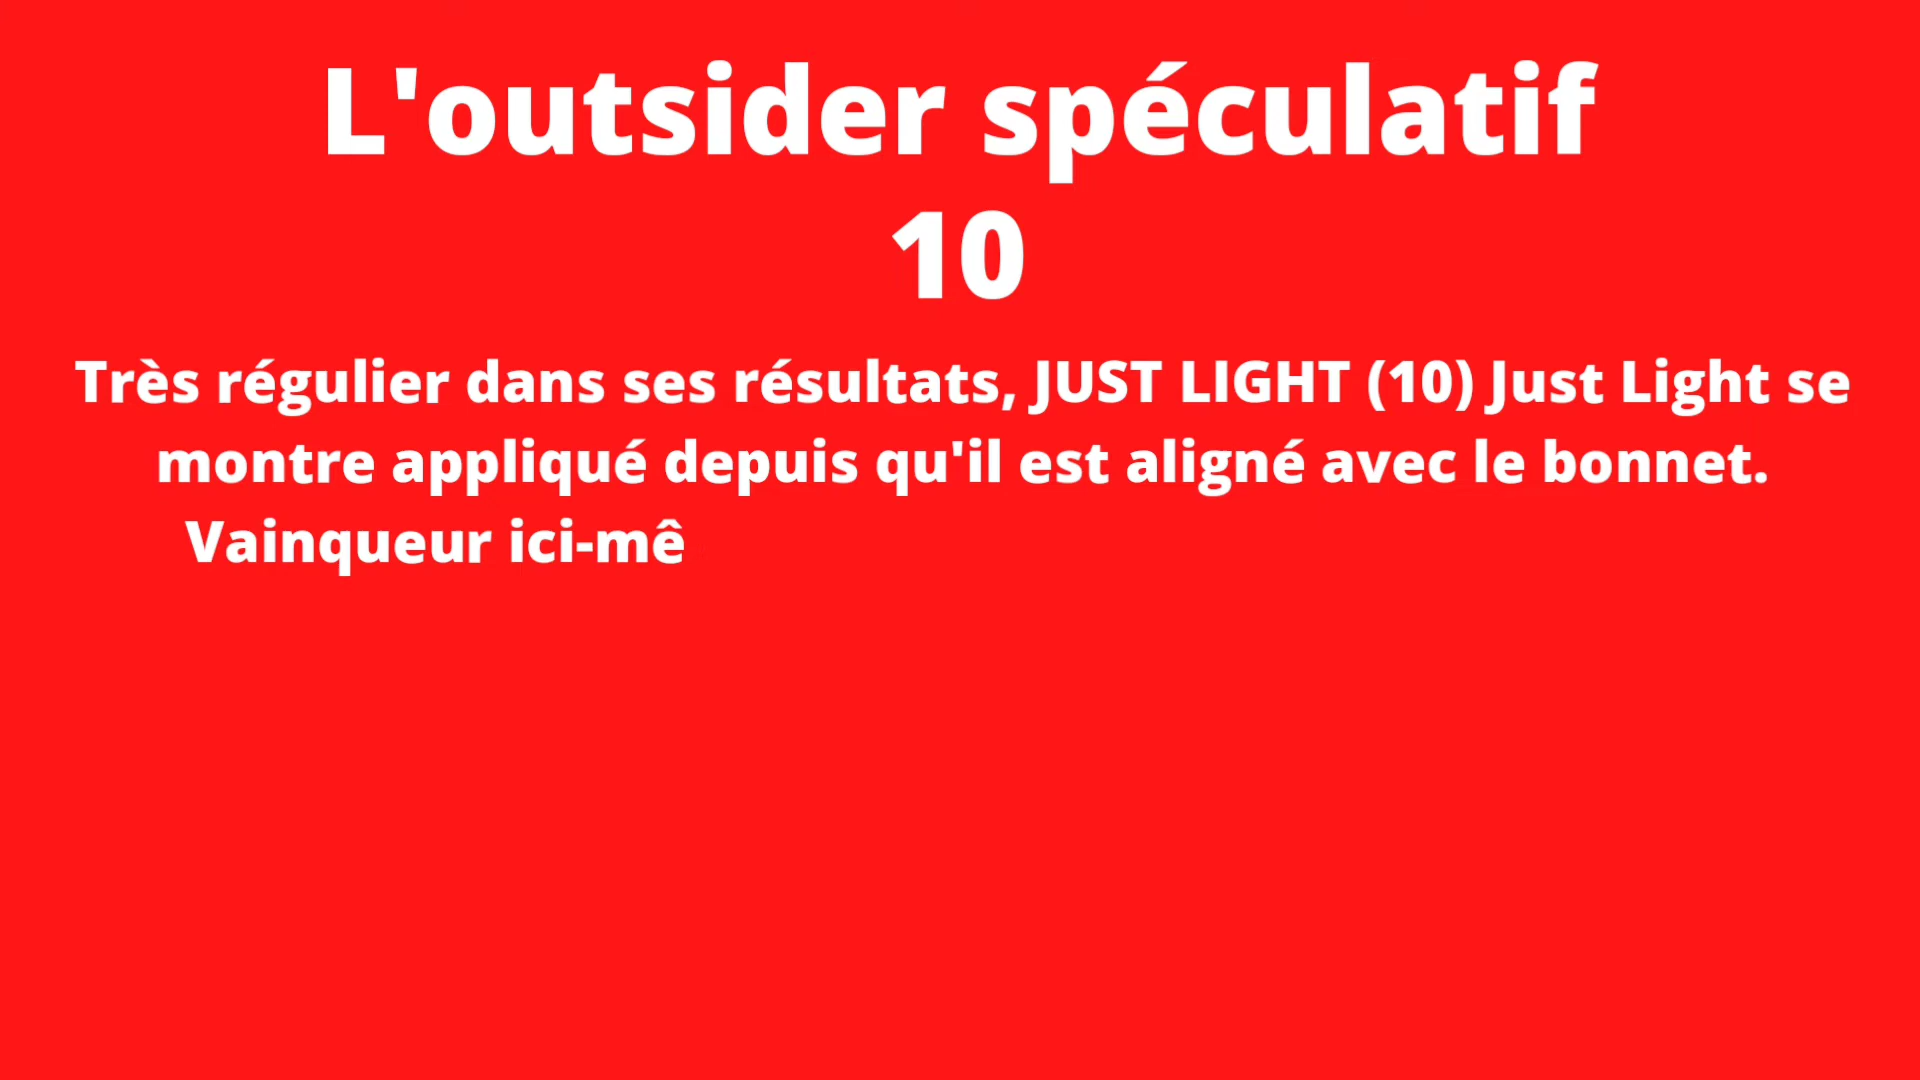 L'outsider spéculatif
10
Très régulier dans ses résultats, JUST LIGHT (10) Just Light se
montre appliqué depuis qu'il est aligné avec le bonnet.
Vainqueur ici-mê